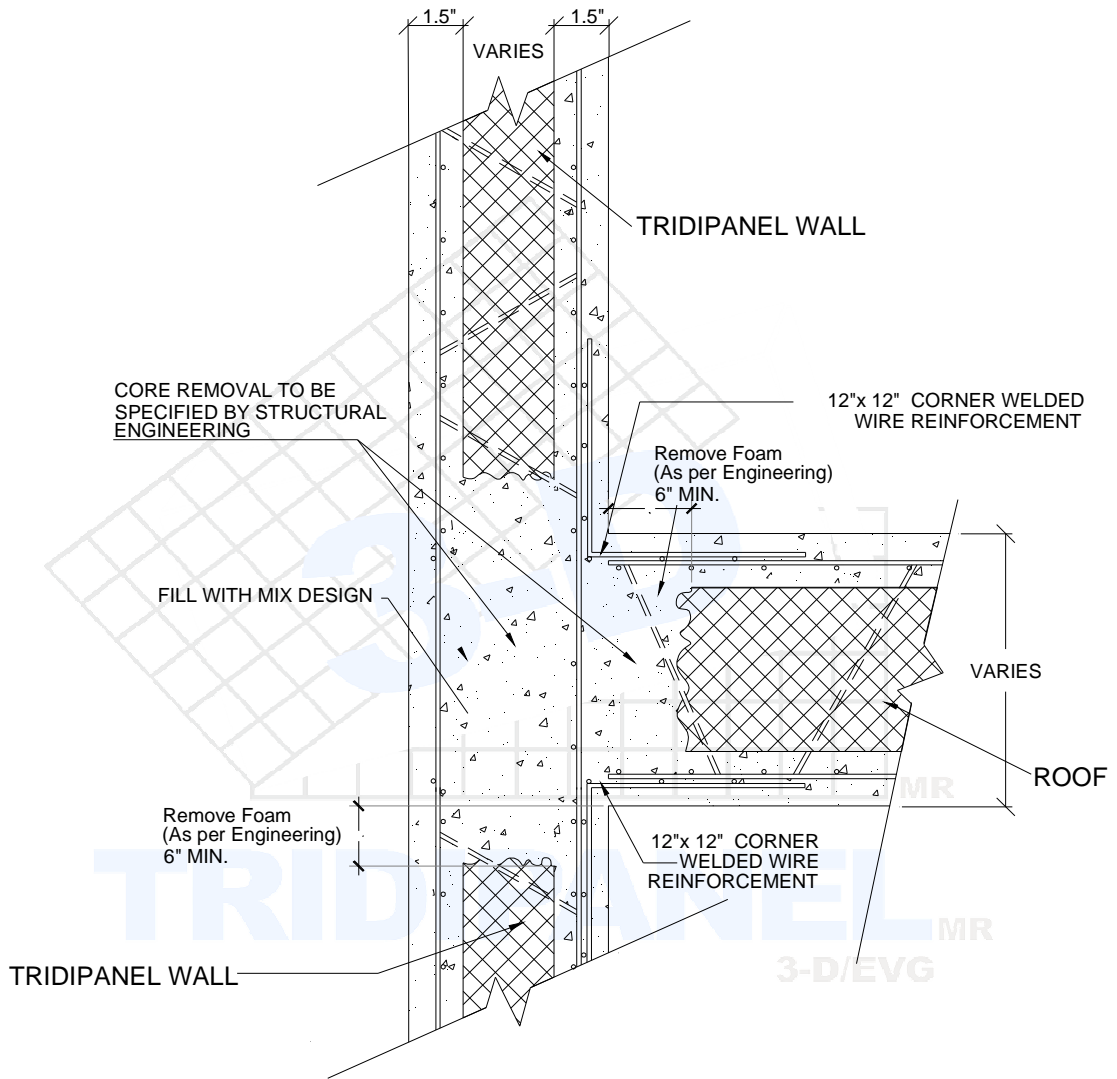 1.5"
1.5"
VARIES
TRIDIPANEL WALL
CORE REMOVAL TO BE
SPECIFIED BY STRUCTURAL
ENGINEERING
12"x 12" CORNER WELDED
WIRE REINFORCEMENT
Remove Foam
(As per Engineering)
6" MIN.
3-D
FILL WITH MIX DESIGN
VARIES
ROOF
MR
Remove Foam
(As per Engineering)
6" MIN.
12"x 12" CORNER
WELDED WIRE
REINFORCEMENT
TRIDIPANEL MR
3-D/EVG
TRIDIPANEL WALL